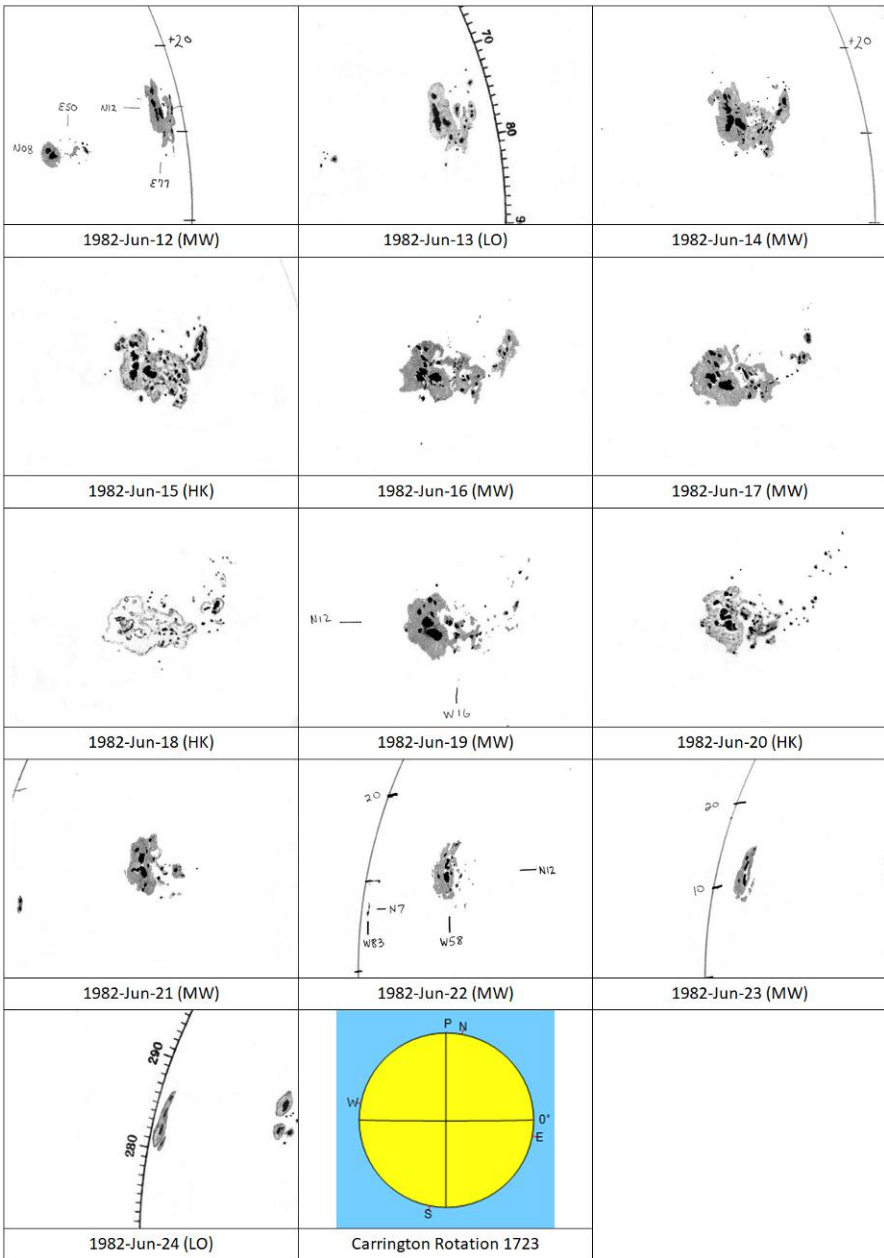 +20
E50
N12
N08
E77
1982-Jun-12 (MW)
70
80
1982-Jun-13 (LO)
+20
1982-Jun-14 (MW)
1982-Jun-15 (HK)
1982-Jun-16 (MW)
1982-Jun-17 (MW)
1982-Jun-18 (HK)
N12
W16
1982-Jun-19 (MW)
1982-Jun-20 (HK)
1982-Jun-21 (MW)
20
N12
N7
W83
W58
1982-Jun-22 (MW)
20
10
1982-Jun-23 (MW)
290
280
1982-Jun-24 (LO)
P
N
W
0°
E
S
Carrington Rotation 1723